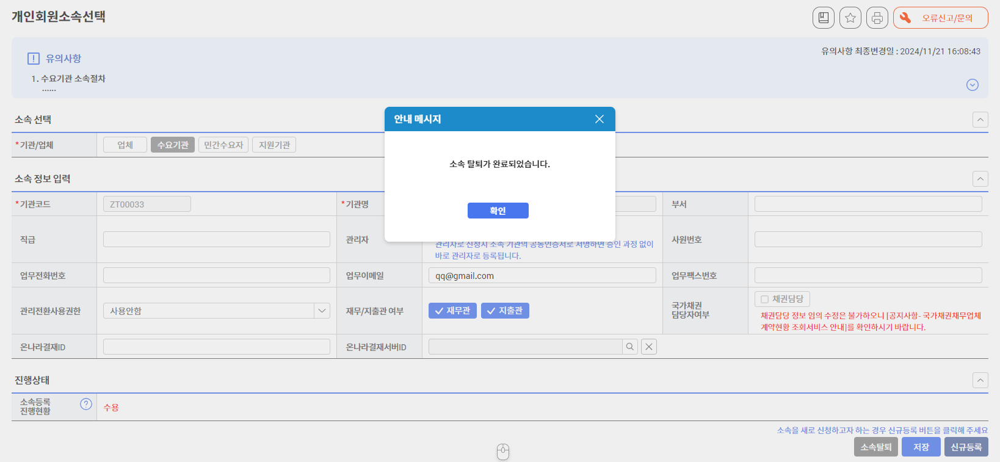 개인회원소속선택
오류신고/문의
유의사항
유의사항 최종변경일 : 2024/11/21 16:08:43
1. 수요기관 소속절차
......
소속 선택
*기관/업체
업체
수요기관
민간수요자
지원기관
안내 메시지
소속 탈퇴가 완료되었습니다.
확인
소속 정보 입력
*기관코드
ZT00033
*기관명
부서
직급
관리자
관리자로 신청시 소속 기관의 공동인증서로 서명하면 승인 과정 없이
바로 관리자로 등록됩니다.
사원번호
업무전화번호
업무이메일
qq@gmail.com
업무팩스번호
관리전환사용권한
사용안함
재무/지출관 여부
재무관
지출관
국가채권
담당자여부
채권담당
채권담당 정보 임의 수정은 불가하오니 [공지사항- 국가채권채무업체
계약현황 조회서비스 안내]를 확인하시기 바랍니다.
온나라결재ID
온나라결재서버ID
진행상태
소속등록
진행현황
수용
소속을 새로 신청하고자 하는 경우 신규등록 버튼을 클릭해 주세요
소속탈퇴
저장
신규등록